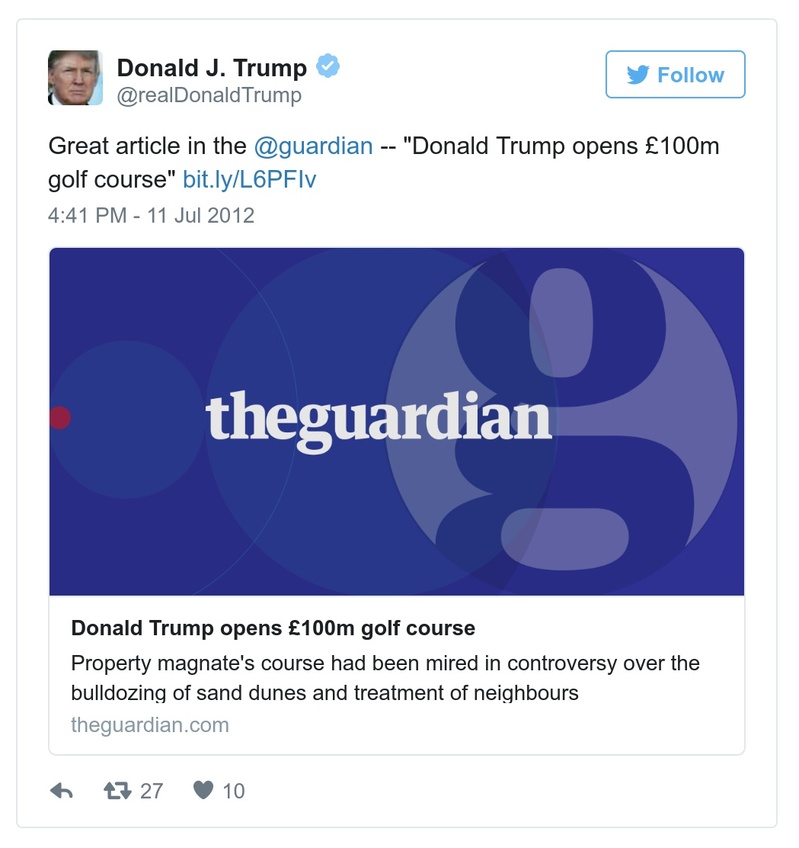 Donald J. Trump
@realDonaldTrump
Follow
Great article in the @guardian -- "Donald Trump opens £100m
golf course" bit.ly/L6PFIv
4:41 PM - 11 Jul 2012
theguardian
g
Donald Trump opens £100m golf course
Property magnate's course had been mired in controversy over the
bulldozing of sand dunes and treatment of neighbours
theguardian.com
27 10